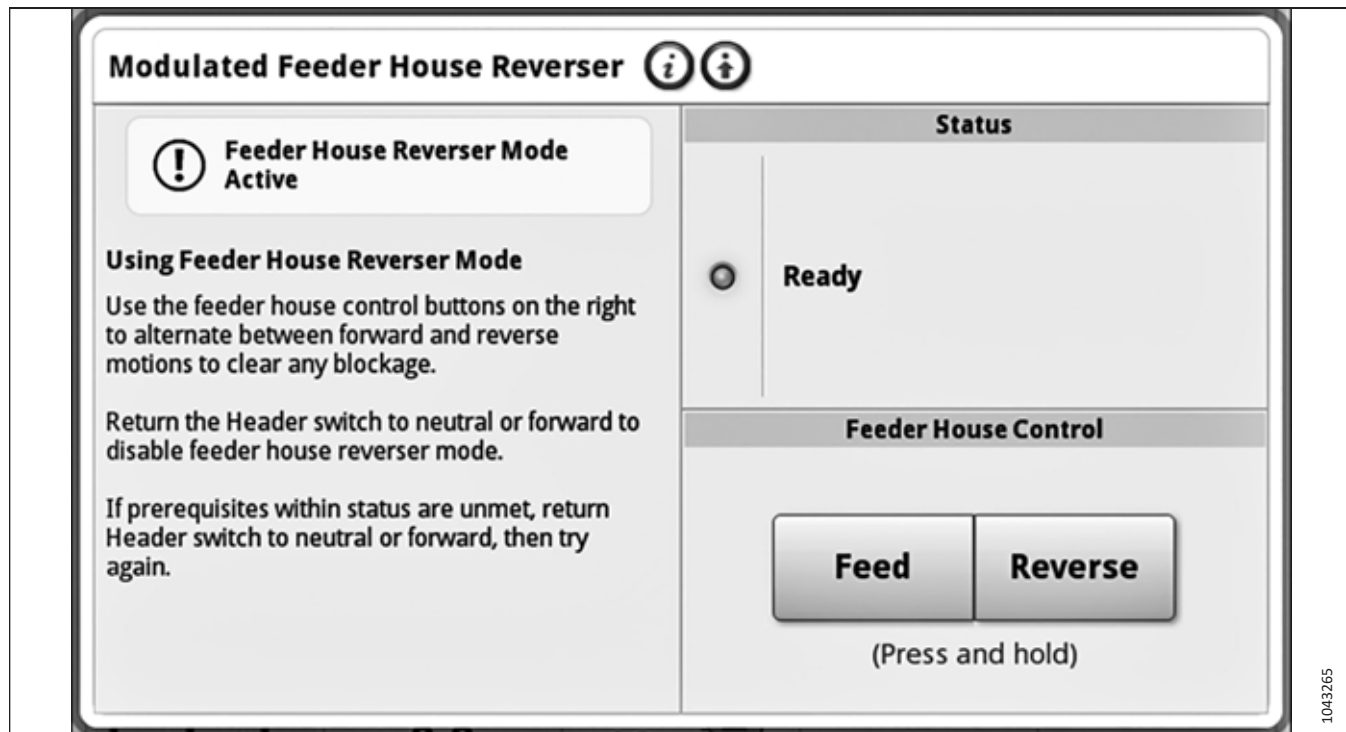 Modulated Feeder House Reverser
Feeder House Reverser Mode
Active
Using Feeder House Reverser Mode
Use the feeder house control buttons on the right
to alternate between forward and reverse
motions to clear any blockage.
Return the Header switch to neutral or forward to
disable feeder house reverser mode.
If prerequisites within status are unmet, return
Header switch to neutral or forward, then try
again.
Status
Ready
Feeder House Control
Feed
Reverse
(Press and hold)
1043265